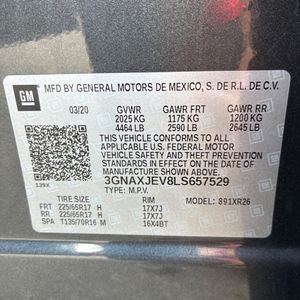 GM
MFD BY GENERAL MOTORS DE MEXICO, S. DE R.L. DE C.V.
03/20 GVWR GAWR FRT GAWR RR
2025 KG 1175 KG 1200 KG
4464 LB 2590 LB 2645 LB
THIS VEHICLE CONFORMS TO ALL APPLICABLE
U.S. FEDERAL MOTOR VEHICLE SAFETY, BUMPER, AND THEFT
PREVENTION STANDARDS IN EFFECT ON
THE DATE OF MANUFACTURE SHOWN ABOVE.
139X
3GNAXJEV8LS657529
TYPE: M.P.V. MODEL: 891XR26
TIRE SIZE RIM
FRT 225/65R17 H 17X7J
RR 225/65R17 H 17X7J
SPA T135/70R16 M 16X4BT